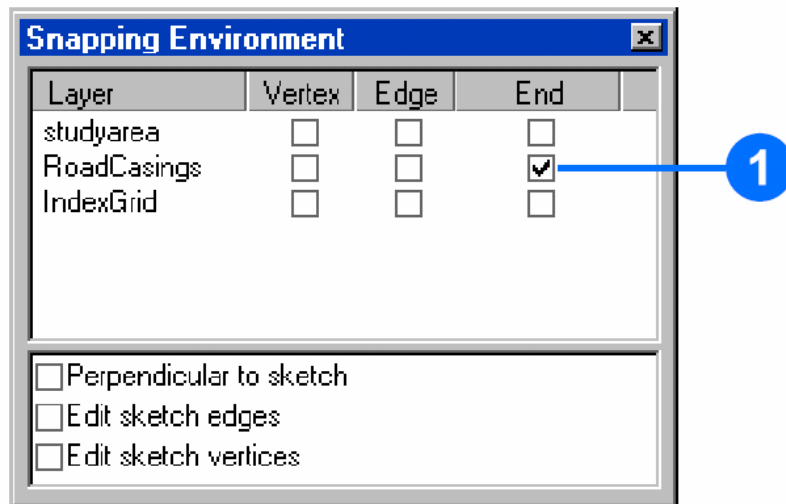 Snapping Environment
Layer Vertex Edge End
studyarea
RoadCasings
1
IndexGrid
Perpendicular to sketch
Edit sketch edges
Edit sketch vertices